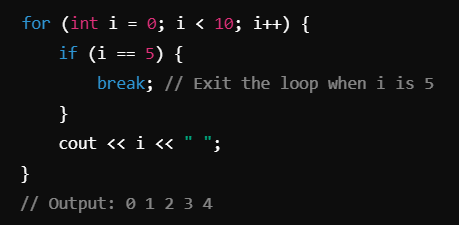 for (int i = 0; i < 10; i++) {
    if (i == 5) {
        break; // Exit the loop when i is 5
    }
    cout << i << " ";
}
// Output: 0 1 2 3 4